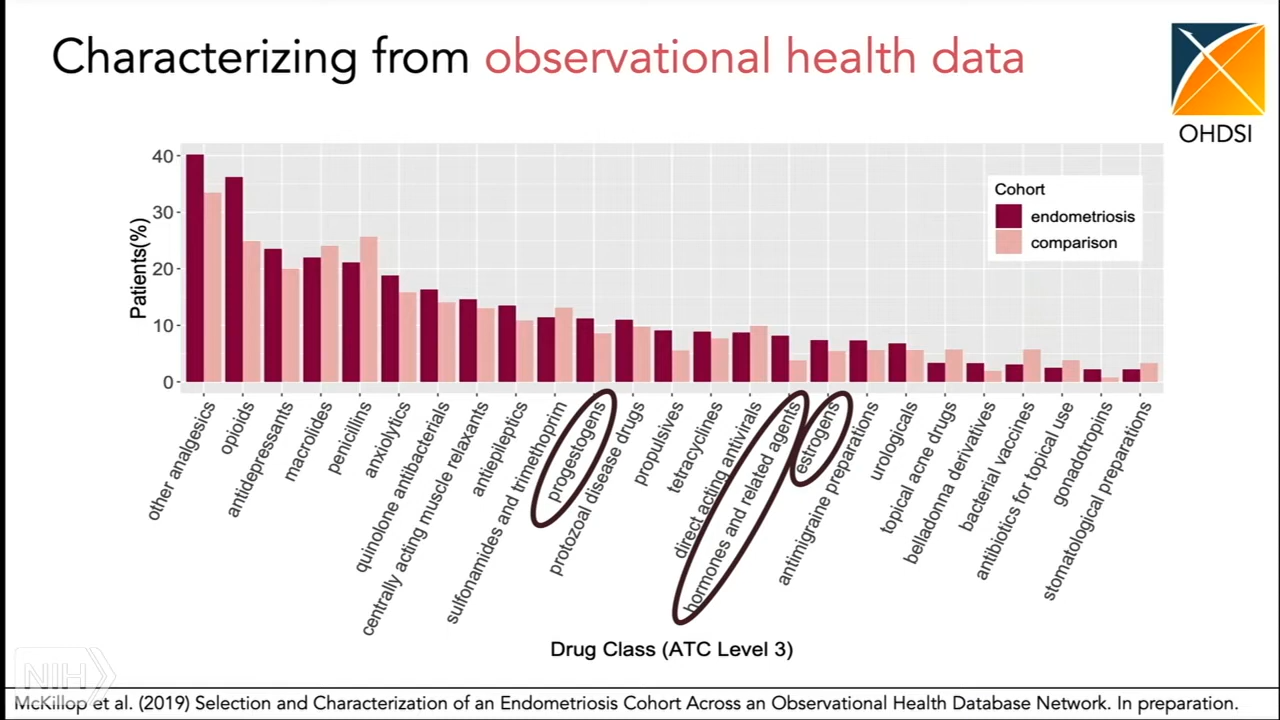 Characterizing from observational health data
OHDSI
40
30
20
10
0
Patients(%)
Cohort
endometriosis
comparison
other analgesics
opioids
antidepressants
macrolides
penicillins
anxiolytics
quinolone antibacterials
centrally acting muscle relaxants
antiepileptics
sulfonamides and trimethoprim
progestogens
protozoal disease drugs
propulsives
tetracyclines
direct acting antivirals
hormones and related agents
estrogens
antimigraine preparations
urologicals
topical acne drugs
belladonna derivatives
bacterial vaccines
antibiotics for topical use
gonadotropins
stomatological preparations
Drug Class (ATC Level 3)
NIH
McKillop et al. (2019) Selection and Characterization of an Endometriosis Cohort Across an Observational Health Database Network. In preparation.